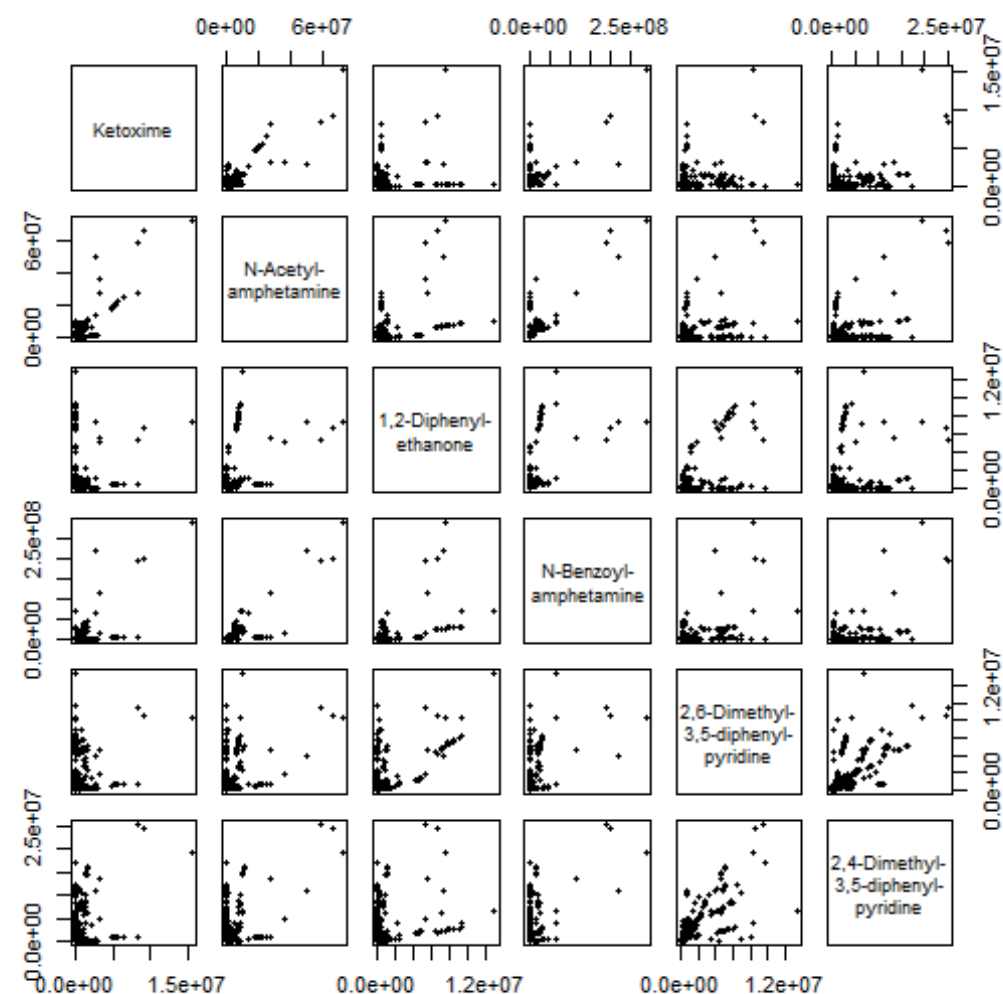 0e+00 6e+07 0.0e+00 2.5e+08 0.0e+00 2.5e+07
Ketoxime
0.0e+00 1.5e+07
0e+00 6e+07
N-Acetyl-
amphetamine
1,2-Diphenyl-
ethanone
0.0e+00 1.2e+07
0.0e+00 2.5e+08
N-Benzoyl-
amphetamine
2,6-Dimethyl-
3,5-diphenyl-
pyridine
0.0e+00 1.2e+07
0.0e+00 2.5e+07
2,4-Dimethyl-
3,5-diphenyl-
pyridine
0.0e+00 1.5e+07 0.0e+00 1.2e+07 0.0e+00 1.2e+07